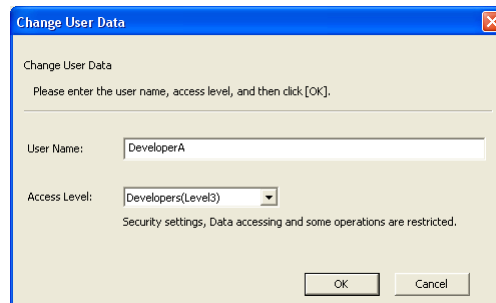 Change User Data
Change User Data
Please enter the user name, access level, and then click [OK].
User Name: DeveloperA
Access Level: Developers(Level3)
Security settings, Data accessing and some operations are restricted.
OK Cancel